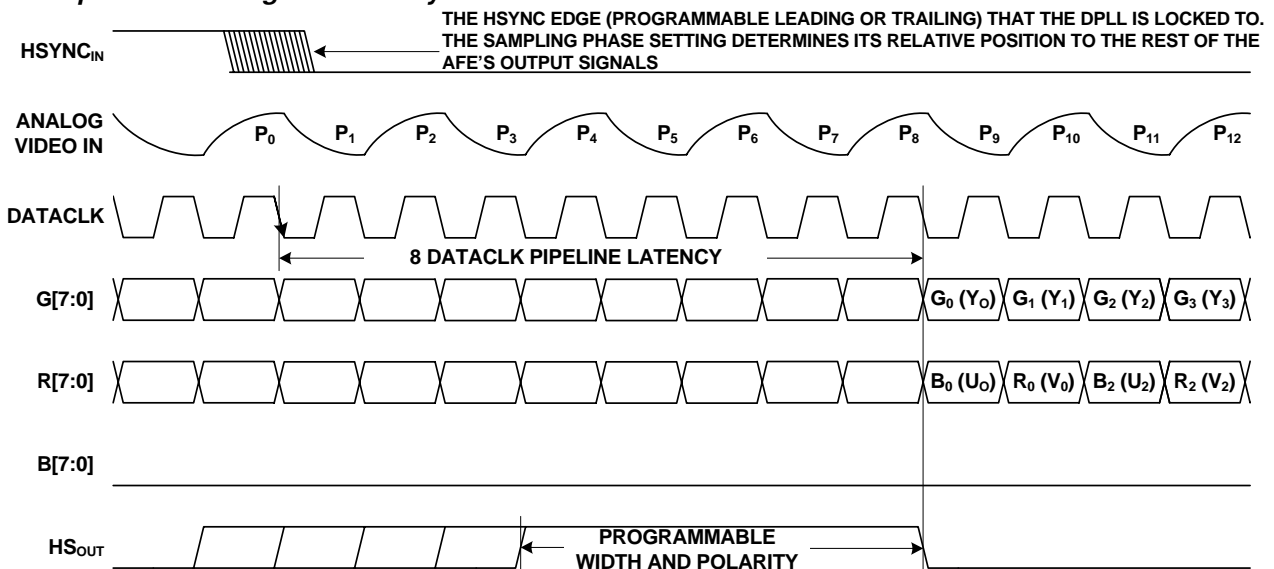 THE HSYNC EDGE (PROGRAMMABLE LEADING OR TRAILING) THAT THE DPLL IS LOCKED TO.
THE SAMPLING PHASE SETTING DETERMINES ITS RELATIVE POSITION TO THE REST OF THE
AFE'S OUTPUT SIGNALS
HSYNCIN
ANALOG
VIDEO IN
P0 P1 P2 P3 P4 P5 P6 P7 P8 P9 P10 P11 P12
DATACLK
8 DATACLK PIPELINE LATENCY
G[7:0]
G0 (YO) G1 (Y1) G2 (Y2) G3 (Y3)
R[7:0]
B0 (UO) R0 (V0) B2 (U2) R2 (V2)
B[7:0]
HSOUT
PROGRAMMABLE
WIDTH AND POLARITY